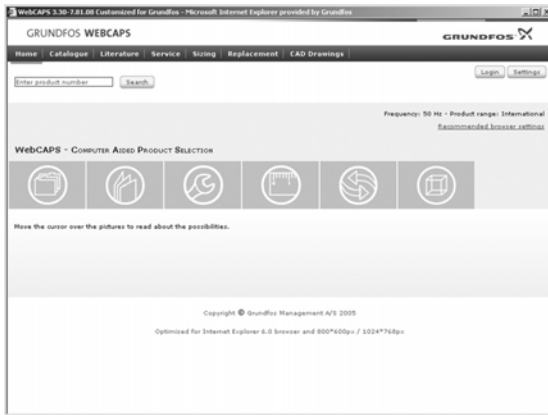 WebCAPS 3.30-7.81.08 Customized for Grundfos - Microsoft Internet Explorer provided by Grundfos
GRUNDFOS WEBCAPS
GRUNDFOS
Home Catalogue Literature Service Sizing Replacement CAD Drawings
Login Settings
Enter product number Search
Frequency: 50 Hz - Product range: International
Recommended browser settings
WebCAPS - Computer Aided Product Selection
Move the cursor over the pictures to read about the possibilities.
Copyright © Grundfos Management A/S 2005
Optimized for Internet Explorer 6.0 browser and 800*600px / 1024*768px